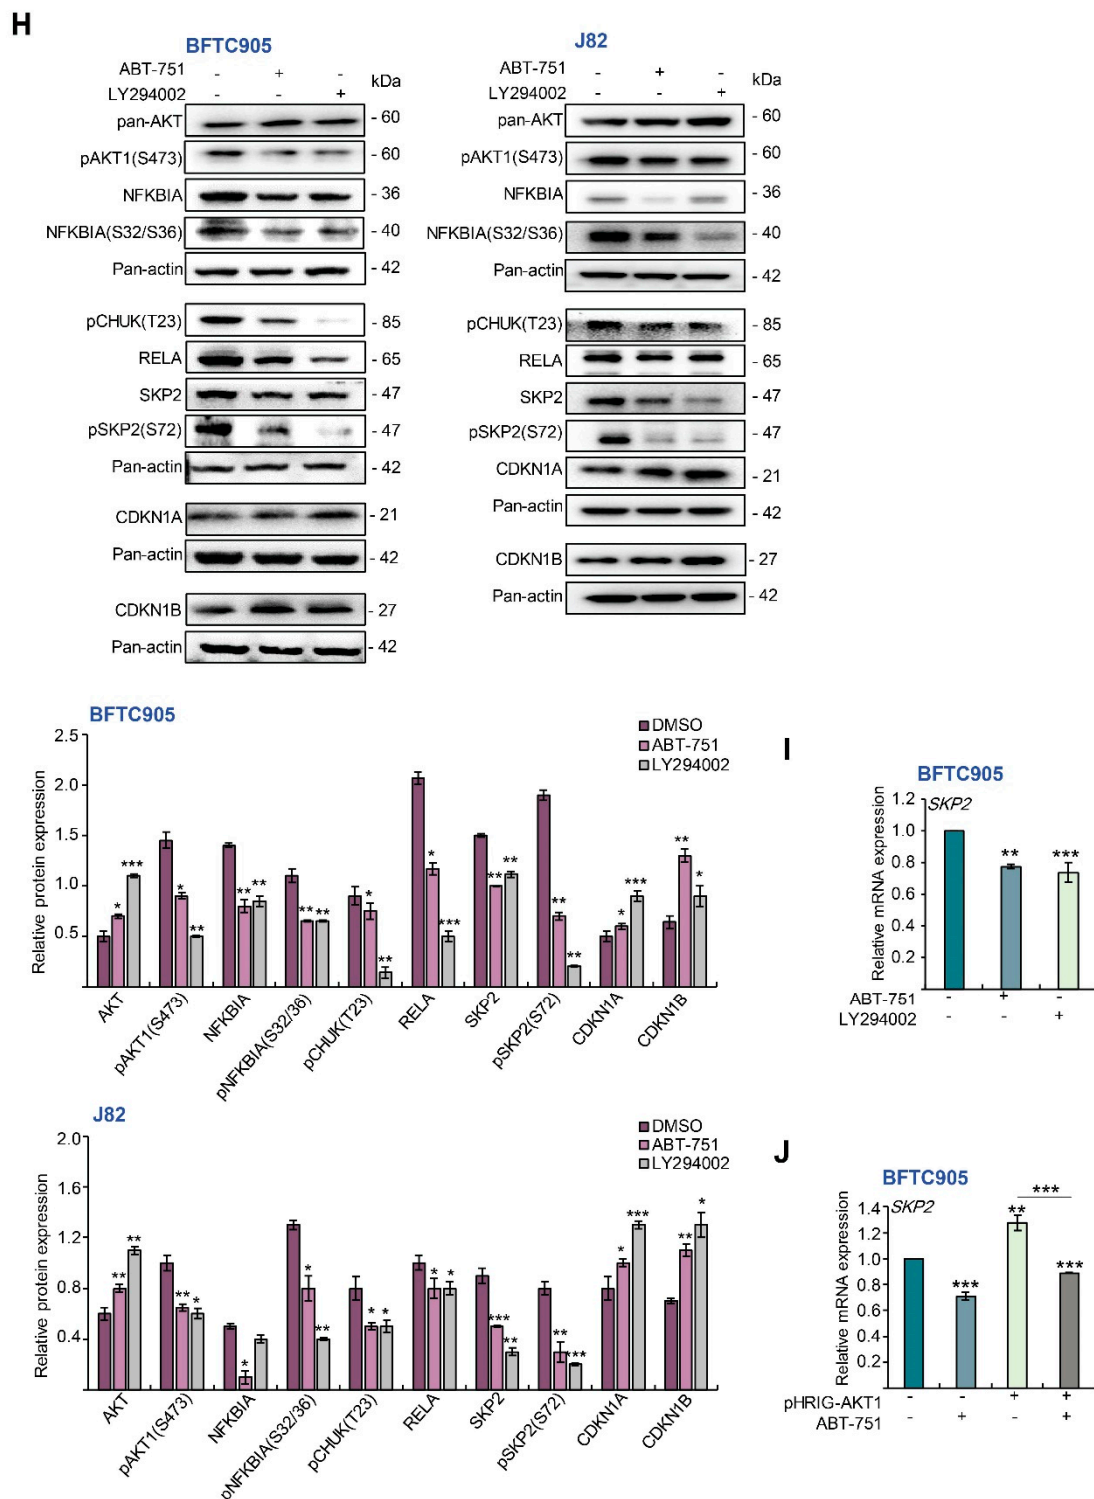 H
BFTC905
ABT-751 - + -
LY294002 - - +
kDa
pan-AKT - 60
pAKT1(S473) - 60
NFKBIA - 36
NFKBIA(S32/S36) - 40
Pan-actin - 42
pCHUK(T23) - 85
RELA - 65
SKP2 - 47
pSKP2(S72) - 47
Pan-actin - 42
CDKN1A - 21
Pan-actin - 42
CDKN1B - 27
Pan-actin - 42
J82
ABT-751 - + -
LY294002 - - +
kDa
pan-AKT - 60
pAKT1(S473) - 60
NFKBIA - 36
NFKBIA(S32/S36) - 40
Pan-actin - 42
pCHUK(T23) - 85
RELA - 65
SKP2 - 47
pSKP2(S72) - 47
CDKN1A - 21
Pan-actin - 42
CDKN1B - 27
Pan-actin - 42
BFTC905
DMSO
ABT-751
LY294002
Relative protein expression
2.5
2.0
1.5
1.0
0.5
* *** * ** ** ** ** ** * ** * *** ** ** ** ** * *** ** *
AKT
pAKT1(S473)
NFKBIA
pNFKBIA(S32/36)
pCHUK(T23)
RELA
SKP2
pSKP2(S72)
CDKN1A
CDKN1B
I
BFTC905
SKP2
Relative mRNA expression
1.2
1.0
0.8
0.6
0.4
0.2
** ***
ABT-751 - + -
LY294002 - - +
J82
DMSO
ABT-751
LY294002
Relative protein expression
2.0
1.6
1.2
0.8
0.4
** ** ** * * * ** * * * * *** ** ** *** * *** ** *
AKT
pAKT1(S473)
NFKBIA
pNFKBIA(S32/36)
pCHUK(T23)
RELA
SKP2
pSKP2(S72)
CDKN1A
CDKN1B
J
BFTC905
SKP2
Relative mRNA expression
1.4
1.2
1.0
0.8
0.6
0.4
0.2
***
*** ** ***
pHRIG-AKT1 - - + +
ABT-751 - + - +